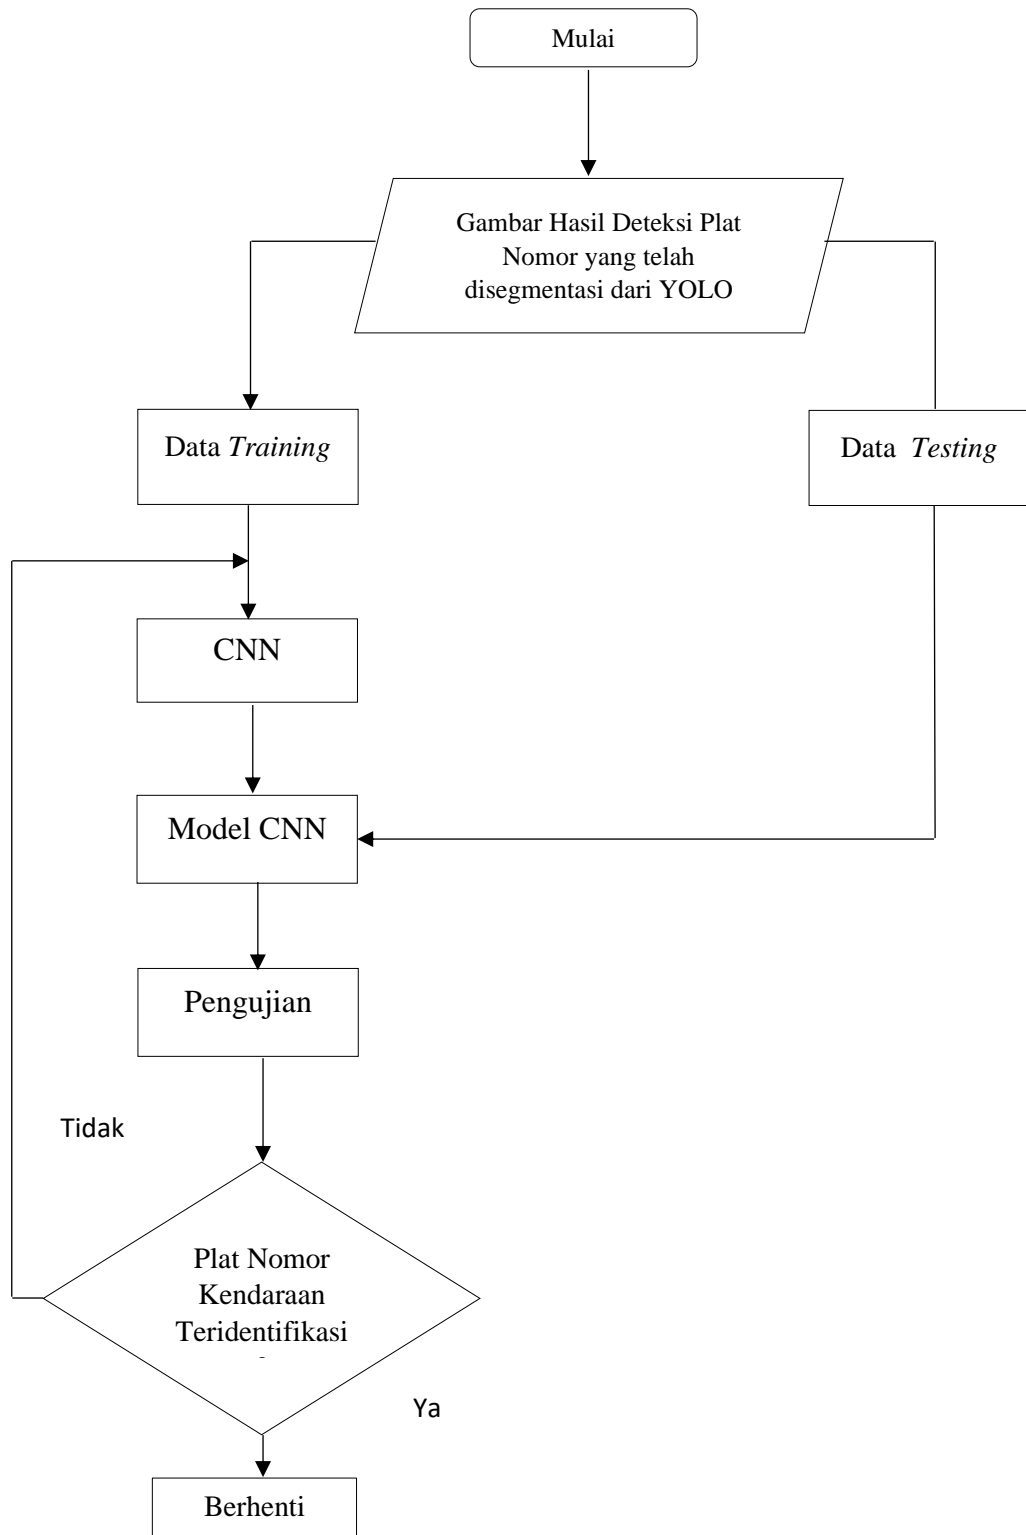 Mulai
Gambar Hasil Deteksi Plat
Nomor yang telah
disegmentasi dari YOLO
Data Training
Data Testing
CNN
Model CNN
Pengujian
Tidak
Plat Nomor
Kendaraan
Teridentifikasi
Ya
Berhenti